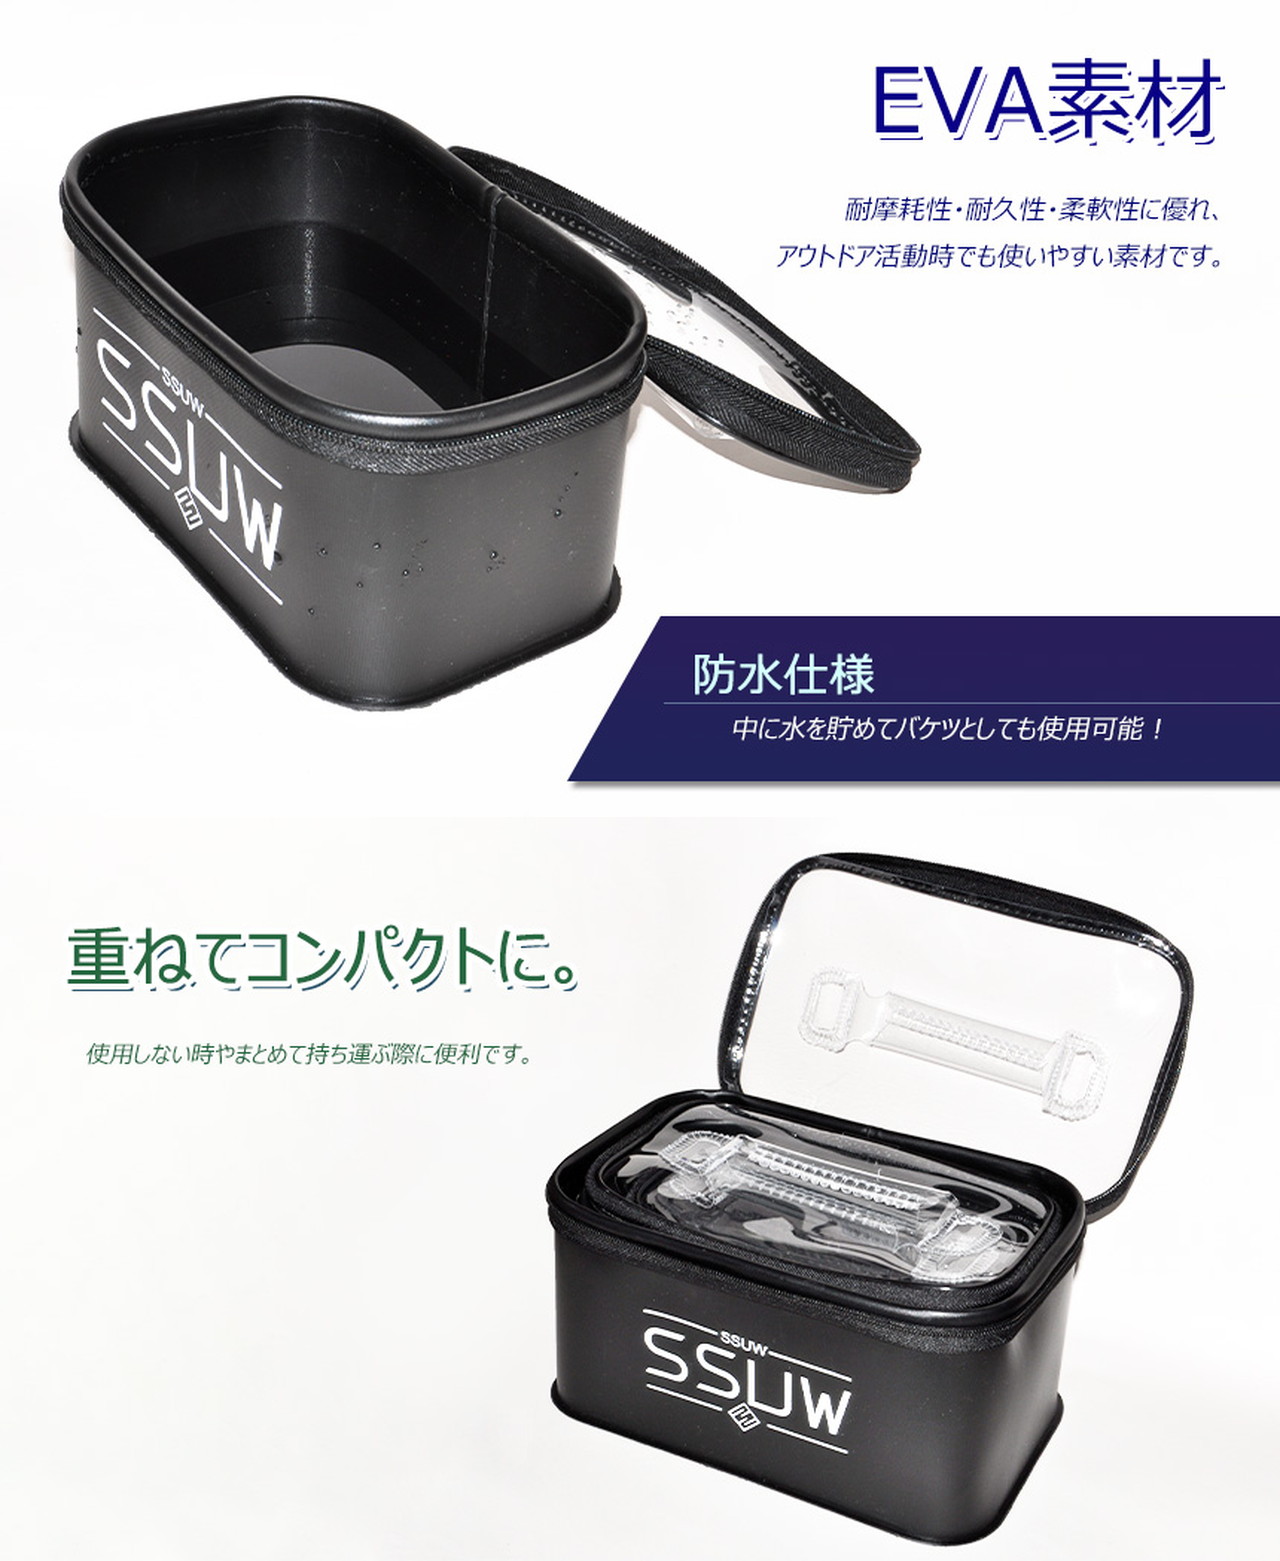 EVA素材
耐摩耗性・耐久性・柔軟性に優れ、
アウトドア活動時でも使いやすい素材です。
SSUW
SSUW
防水仕様
中に水を貯めてバケツとしても使用可能！
重ねてコンパクトに。
使用しない時やまとめて持ち運ぶ際に便利です。
SSUW
SSUW